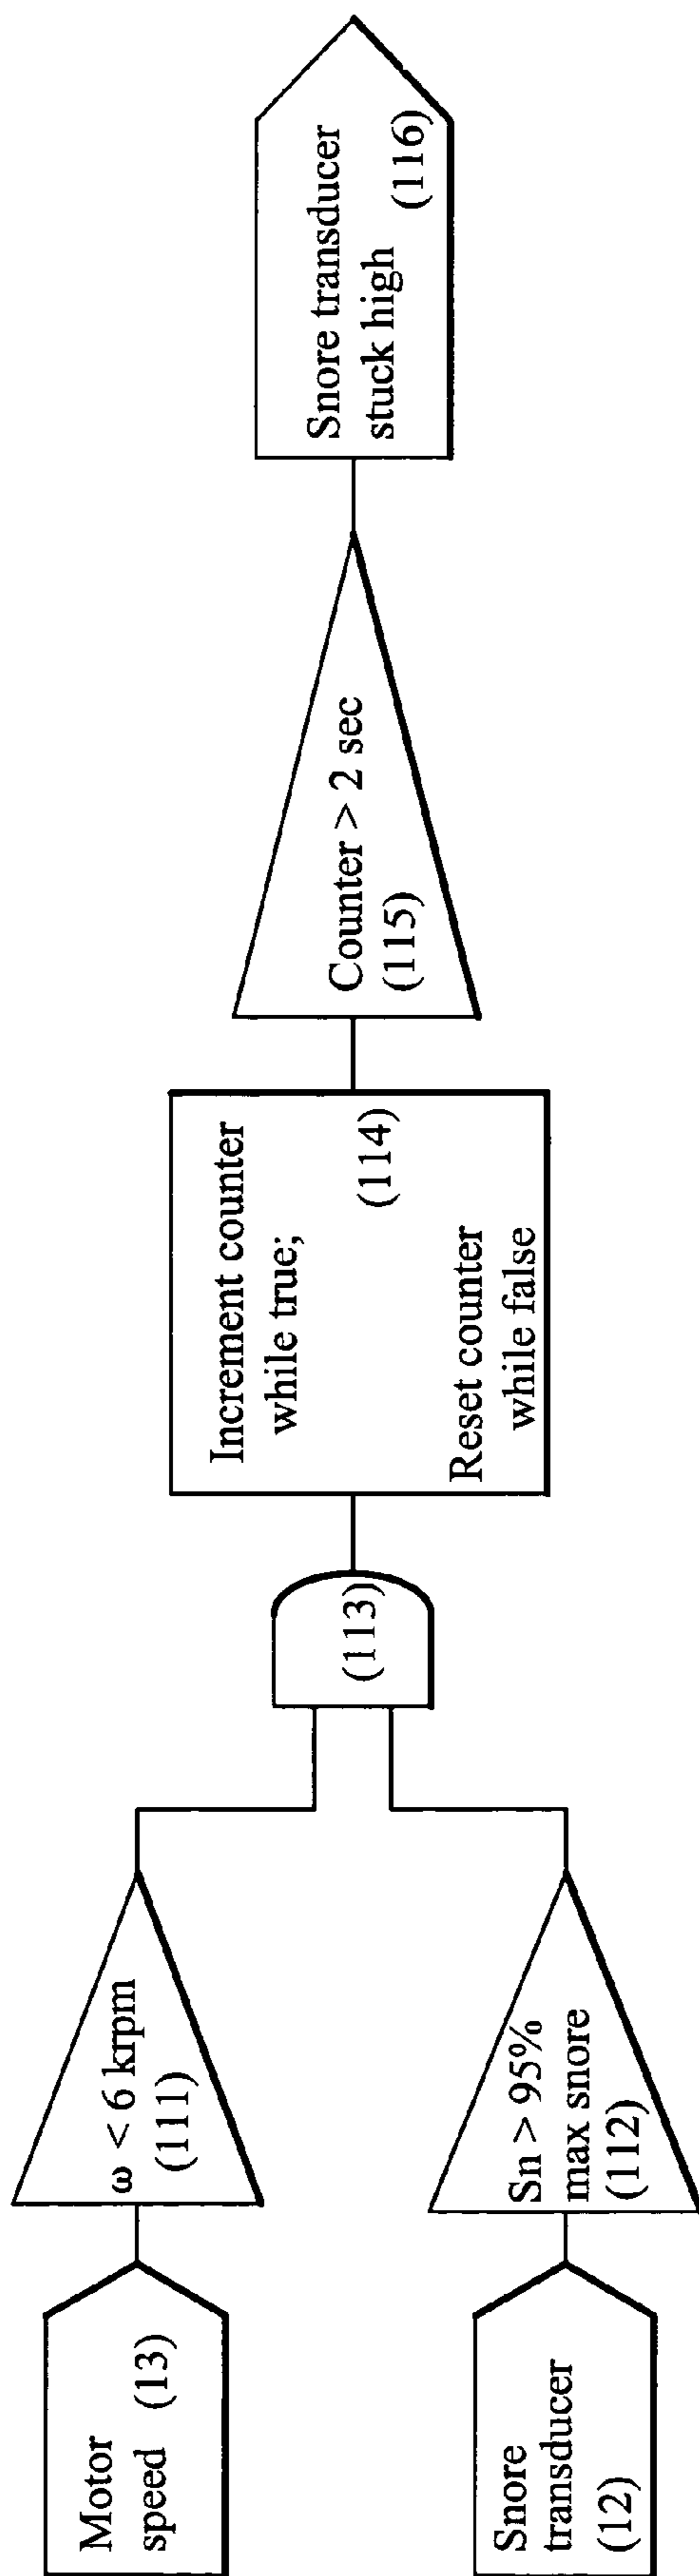 Motor
speed (13)
ω < 6 krpm
(111)
Snore
transducer
(12)
Sn > 95%
max snore
(112)
(113)
Increment counter
while true;
(114)
Reset counter
while false
Counter > 2 sec
(115)
Snore transducer
stuck high (116)